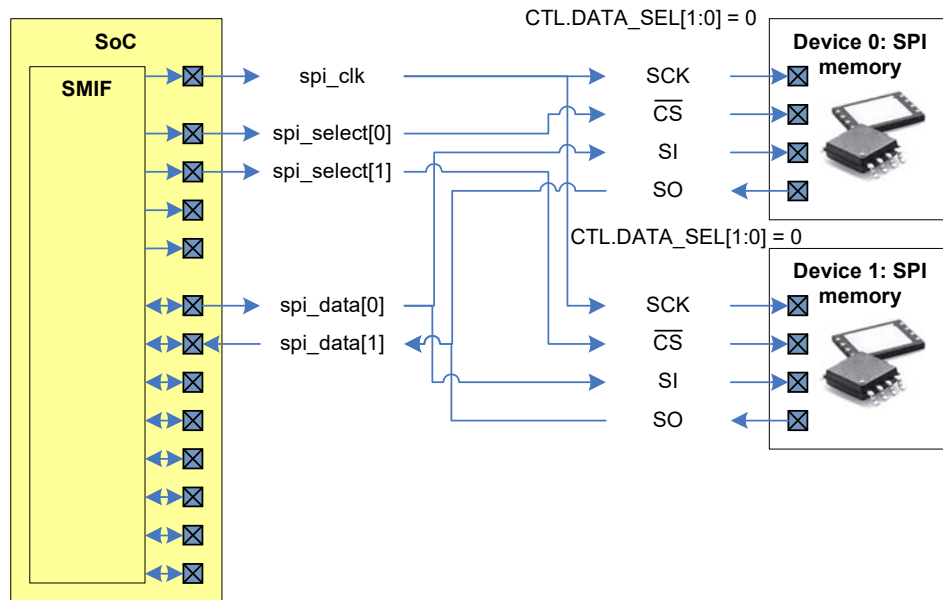 CTL.DATA_SEL[1:0] = 0
SoC
SMIF
spi_clk
spi_select[0]
spi_select[1]
spi_data[0]
spi_data[1]
SCK
CS
SI
SO
Device 0: SPI
memory
CTL.DATA_SEL[1:0] = 0
SCK
CS
SI
SO
Device 1: SPI
memory